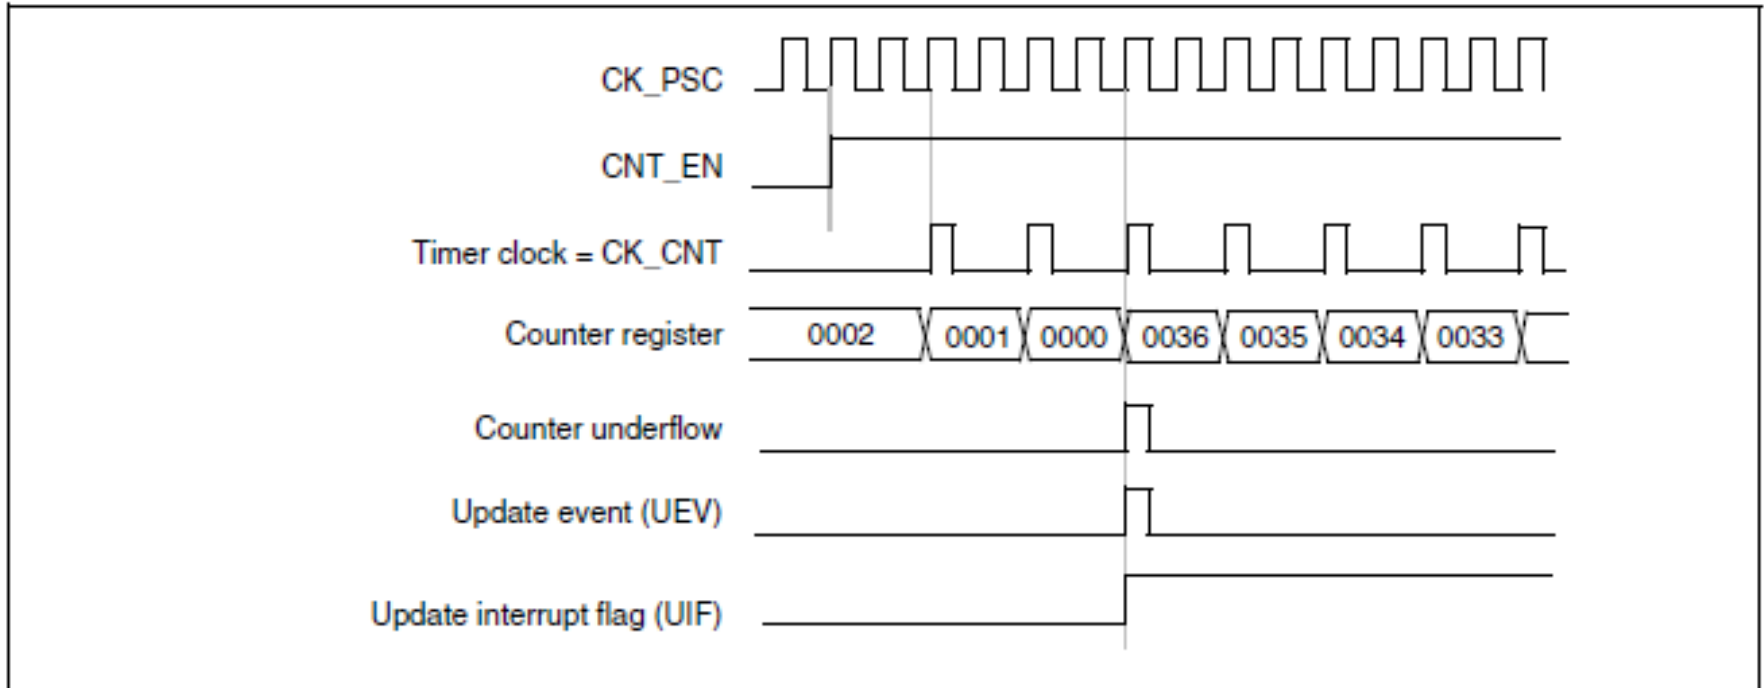 CK_PSC
CNT_EN
Timer clock = CK_CNT
Counter register
0002 0001 0000 0036 0035 0034 0033
Counter underflow
Update event (UEV)
Update interrupt flag (UIF)